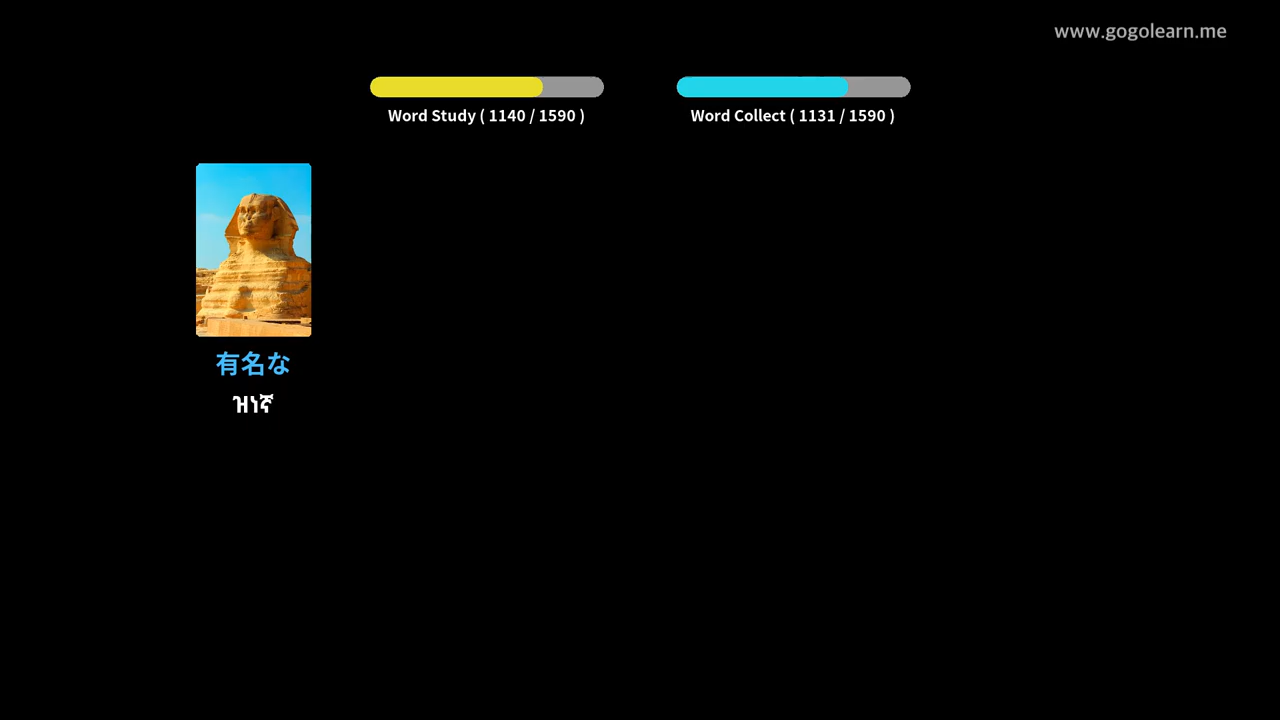 www.gogolearn.me
Word Study ( 1140 / 1590 )
Word Collect ( 1131 / 1590 )
有名な
ዝነኛ